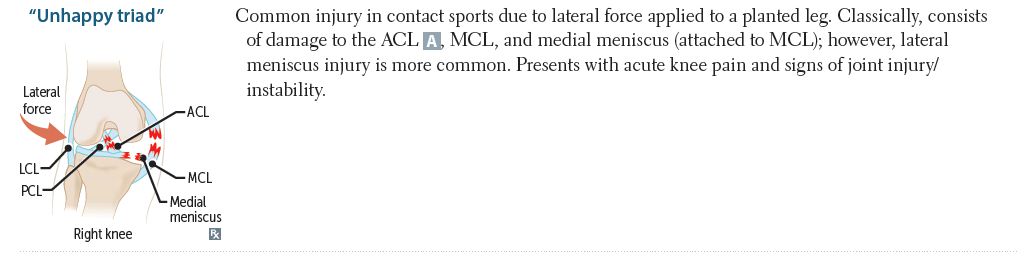 “Unhappy triad”
Common injury in contact sports due to lateral force applied to a planted leg. Classically, consists
of damage to the ACL A, MCL, and medial meniscus (attached to MCL); however, lateral
meniscus injury is more common. Presents with acute knee pain and signs of joint injury/
instability.
Lateral
force
ACL
LCL
PCL
MCL
Medial
meniscus
Right knee
Rx